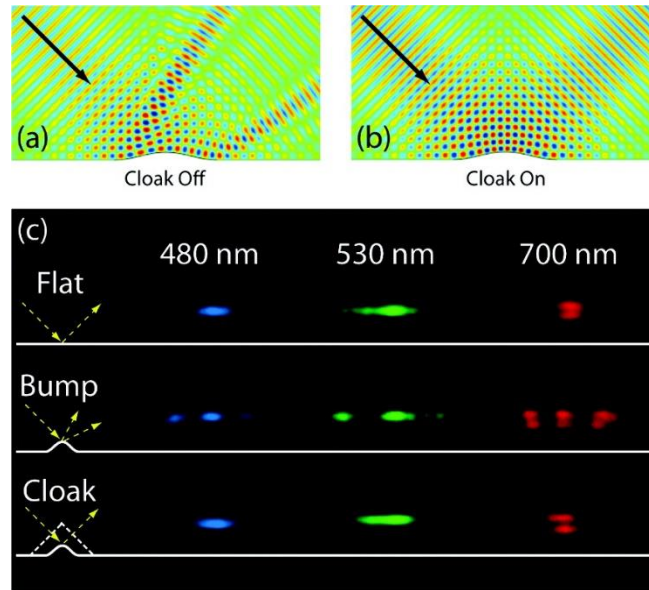 (a)
(b)
Cloak Off
Cloak On
(c)
480 nm
530 nm
700 nm
Flat
Bump
Cloak